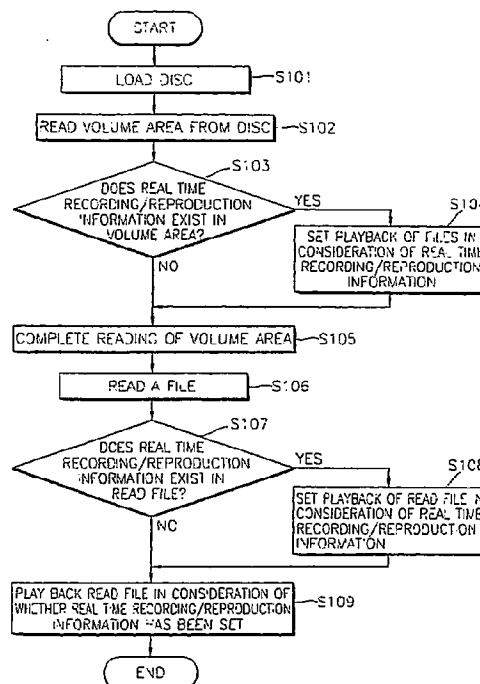 START
LOAD DISC
S101
READ VOLUME AREA FROM DISC
S102
S103
DOES REAL TIME
RECORDING/REPRODUCTION
INFORMATION EXIST IN
VOLUME AREA?
YES
NO
S104
SET PLAYBACK OF FILES IN
CONSIDERATION OF REAL TIME
RECORDING/REPRODUCTION
INFORMATION
COMPLETE READING OF VOLUME AREA
S105
READ A FILE
S106
S107
DOES REAL TIME
RECORDING/REPRODUCTION
INFORMATION EXIST IN
READ FILE?
YES
NO
S108
SET PLAYBACK OF READ FILE IN
CONSIDERATION OF REAL TIME
RECORDING/REPRODUCTION
INFORMATION
PLAY BACK READ FILE IN CONSIDERATION OF
WHETHER REAL TIME RECORDING/REPRODUCTION
INFORMATION HAS BEEN SET
S109
END